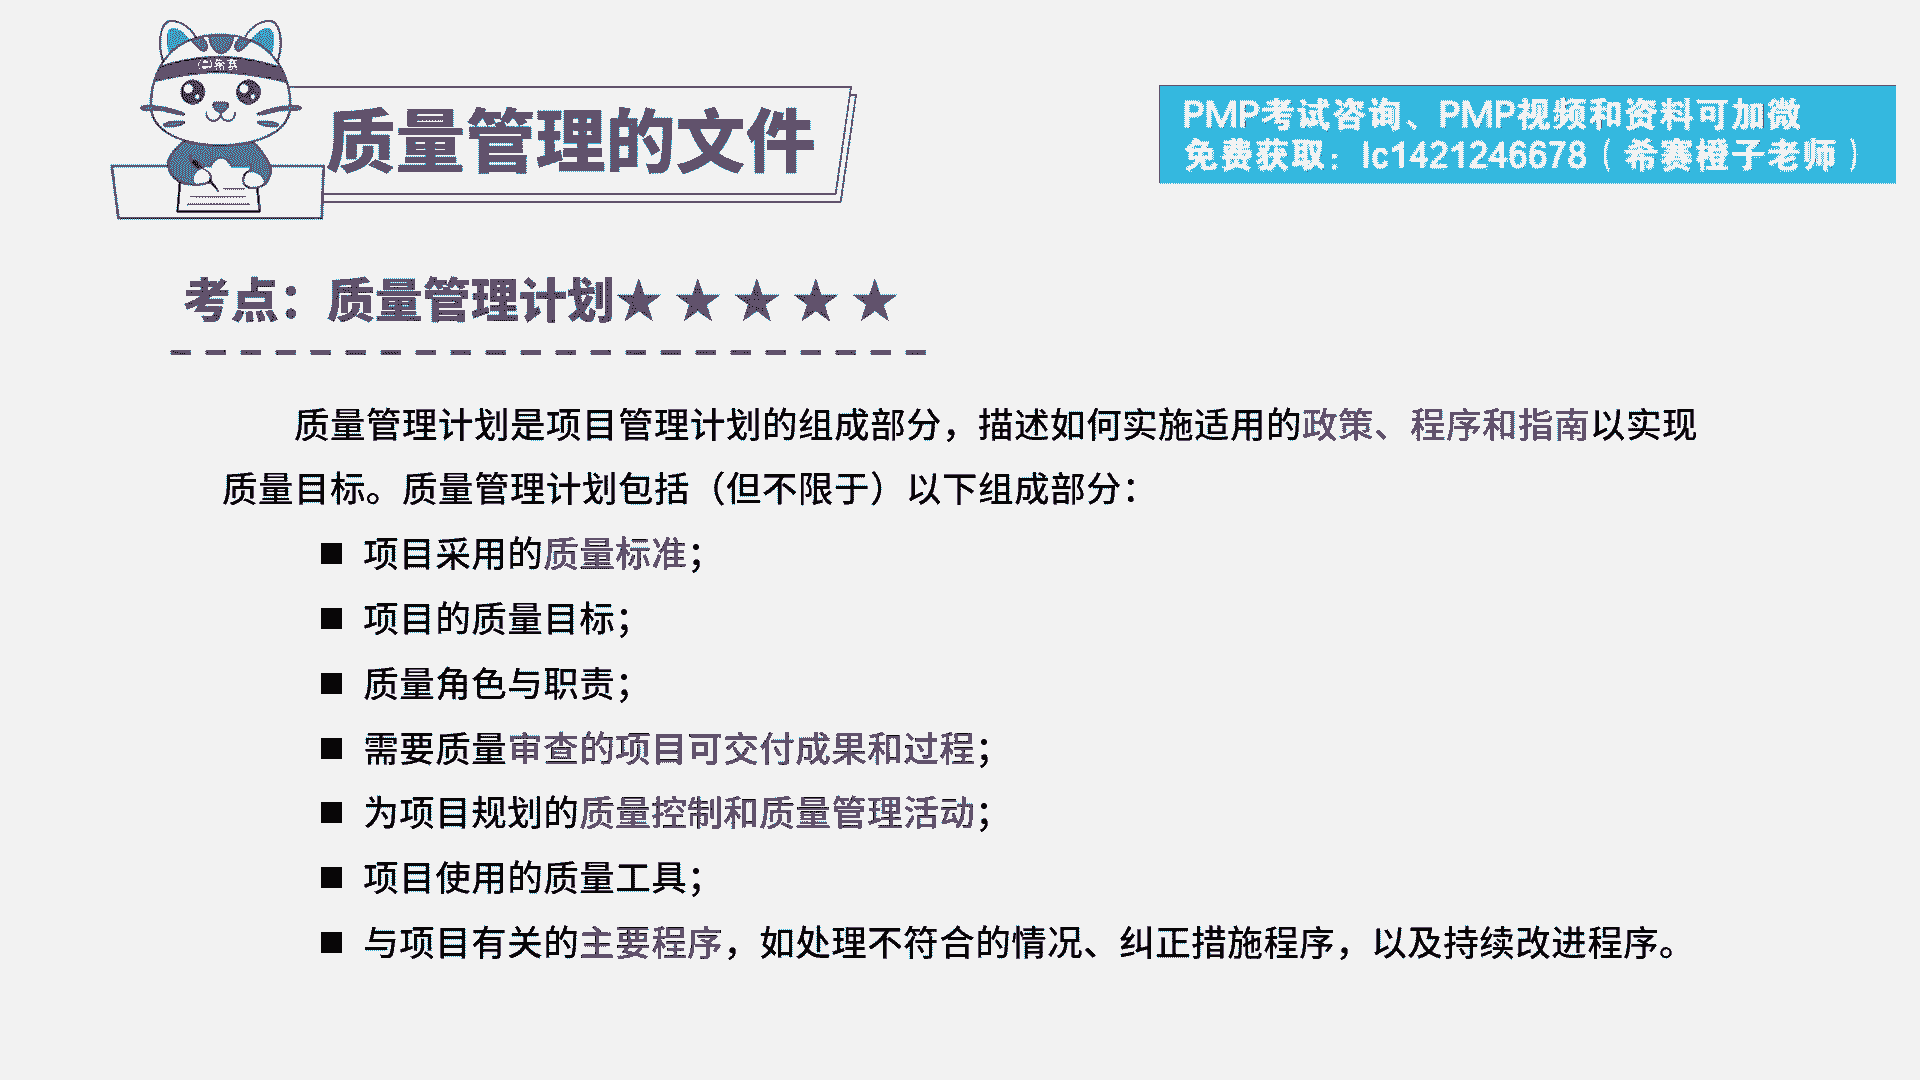 希赛
质量管理的文件
PMP考试咨询、PMP视频和资料可加微
免费获取：lc1421246678（希赛橙子老师）
考点：质量管理计划★★★★★
质量管理计划是项目管理计划的组成部分，描述如何实施适用的政策、程序和指南以实现
质量目标。质量管理计划包括（但不限于）以下组成部分：
■ 项目采用的质量标准；
■ 项目的质量目标；
■ 质量角色与职责；
■ 需要质量审查的项目可交付成果和过程；
■ 为项目规划的质量控制和质量管理活动；
■ 项目使用的质量工具；
■ 与项目有关的主要程序，如处理不符合的情况、纠正措施程序，以及持续改进程序。